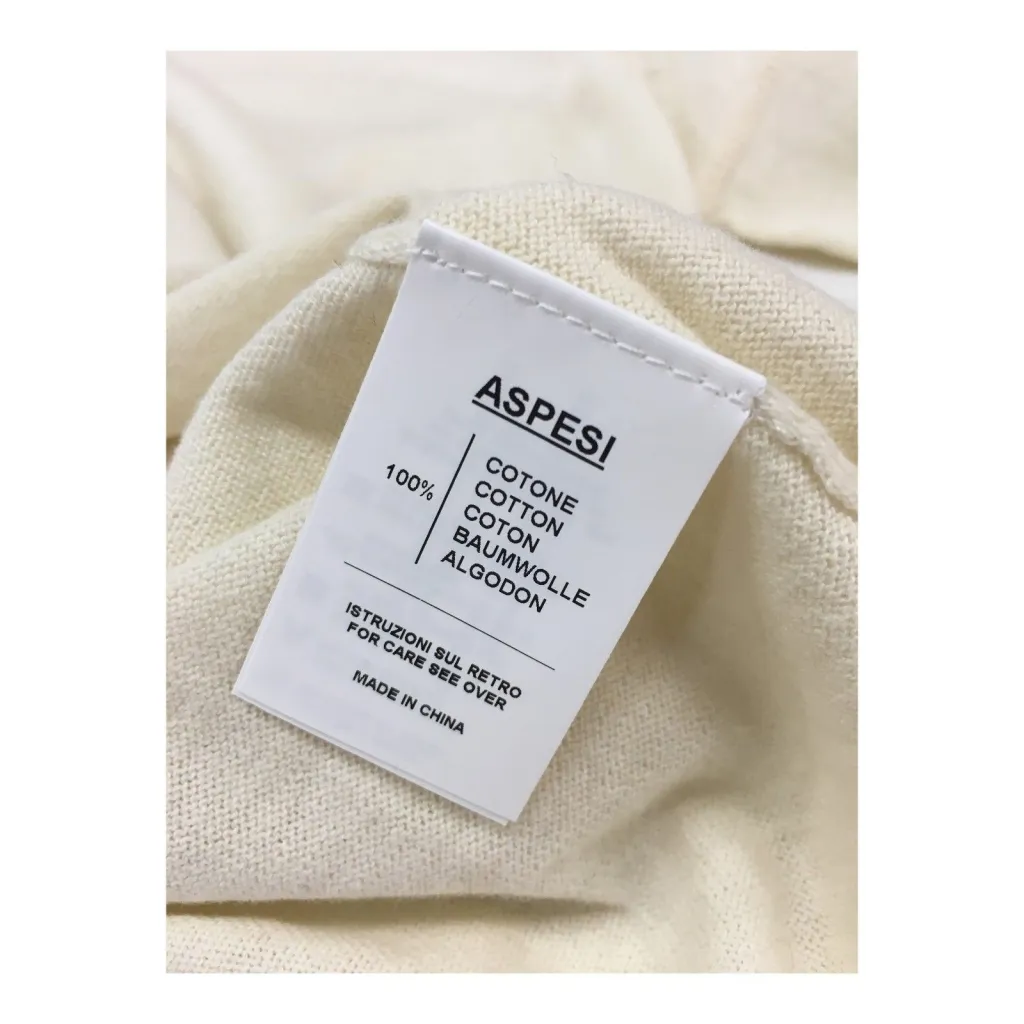 ASPESI
100%
COTONE
COTTON
COTON
BAUMWOLLE
ALGODON
ISTRUZIONI SUL RETRO
FOR CARE SEE OVER
MADE IN CHINA